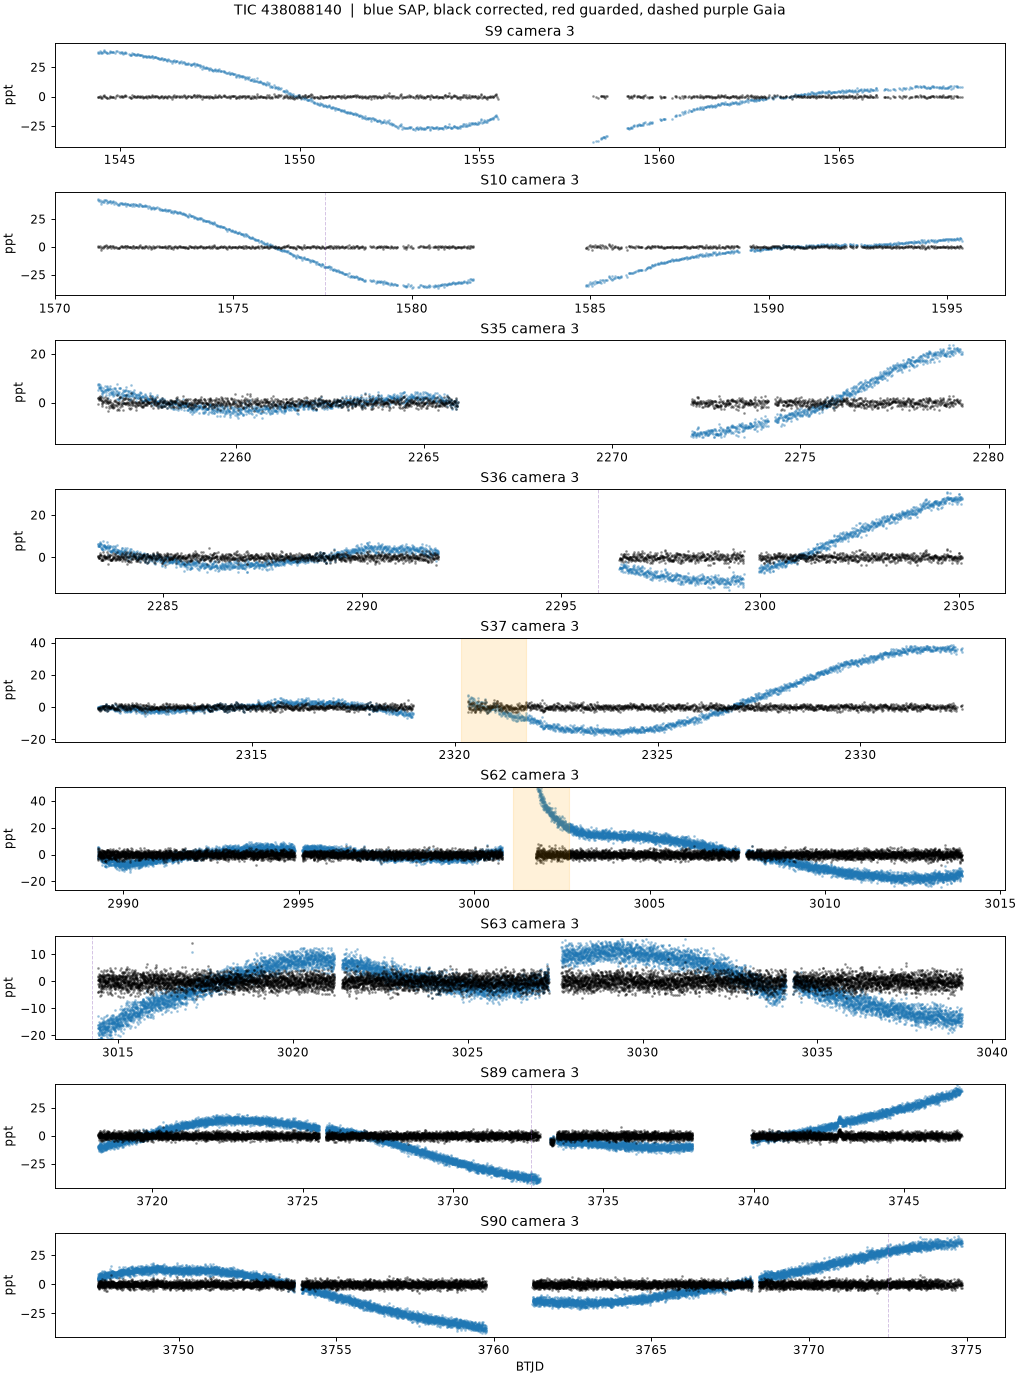 TIC 438088140 | blue SAP, black corrected, red guarded, dashed purple Gaia
S9 camera 3
ppt
25
0
−25
1545 1550 1555 1560 1565
S10 camera 3
ppt
25
0
−25
1570 1575 1580 1585 1590 1595
S35 camera 3
ppt
20
0
2260 2265 2270 2275 2280
S36 camera 3
ppt
20
0
2285 2290 2295 2300 2305
S37 camera 3
ppt
40
20
0
−20
2315 2320 2325 2330
S62 camera 3
ppt
40
20
0
−20
2990 2995 3000 3005 3010 3015
S63 camera 3
ppt
10
0
−10
−20
3015 3020 3025 3030 3035 3040
S89 camera 3
ppt
25
0
−25
3720 3725 3730 3735 3740 3745
S90 camera 3
ppt
25
0
−25
3750 3755 3760 3765 3770 3775
BTJD